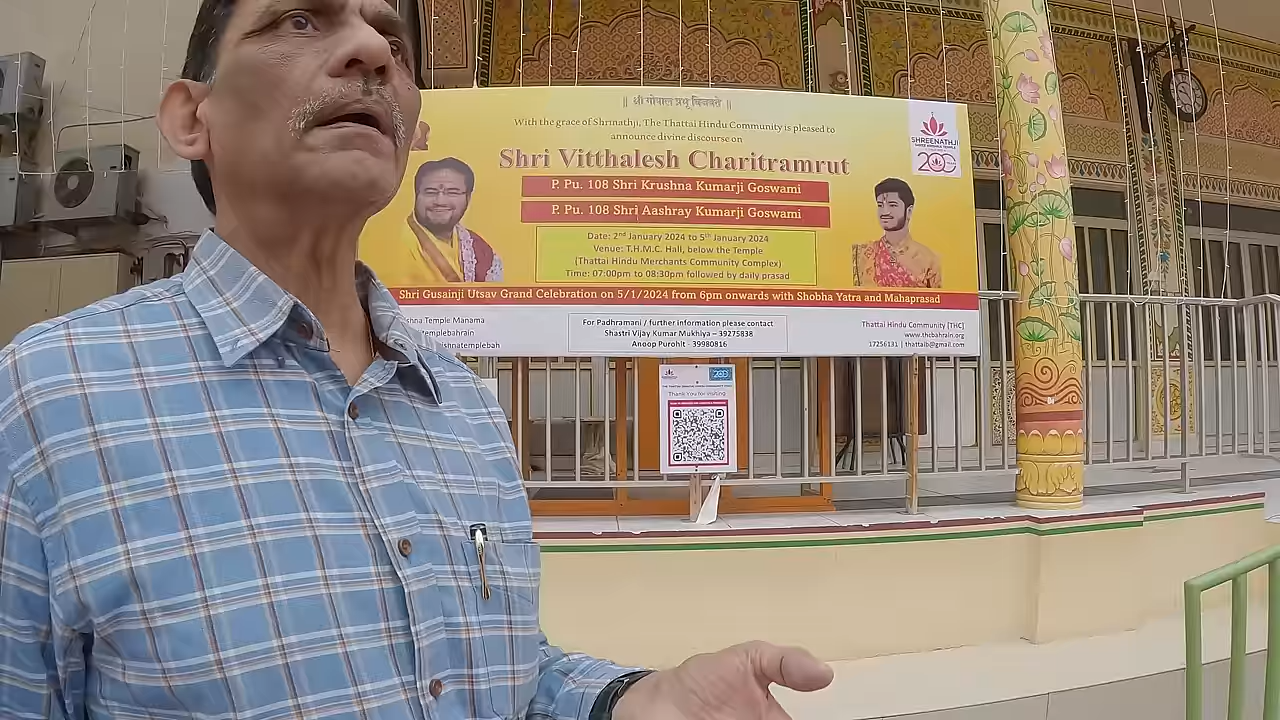 ॥ श्री गोपाल प्रभु विजयते ॥
With the grace of Shrinathji, The Thattai Hindu Community is pleased to
announce divine discourse on
Shri Vitthalesh Charitramrut
P. Pu. 108 Shri Krushna Kumarji Goswami
P. Pu. 108 Shri Aashray Kumarji Goswami
Date: 2nd January 2024 to 5th January 2024
Venue: T.H.M.C. Hall, below the Temple
(Thattai Hindu Merchants Community Complex)
Time: 07:00pm to 08:30pm followed by daily prasad
Shri Gusainji Utsav Grand Celebration on 5/1/2024 from 6pm onwards with Shobha Yatra and Mahaprasad
SHREENATHJI
200
Temple Manama
For Padhramani / further information please contact
Shastri Vijay Kumar Mukhiya – 39275838
Anoop Purohit - 39980816
Thattai Hindu Community (THC)
www.thcbahrain.org
17256131 | thattaib@gmail.com
Thank you for visiting